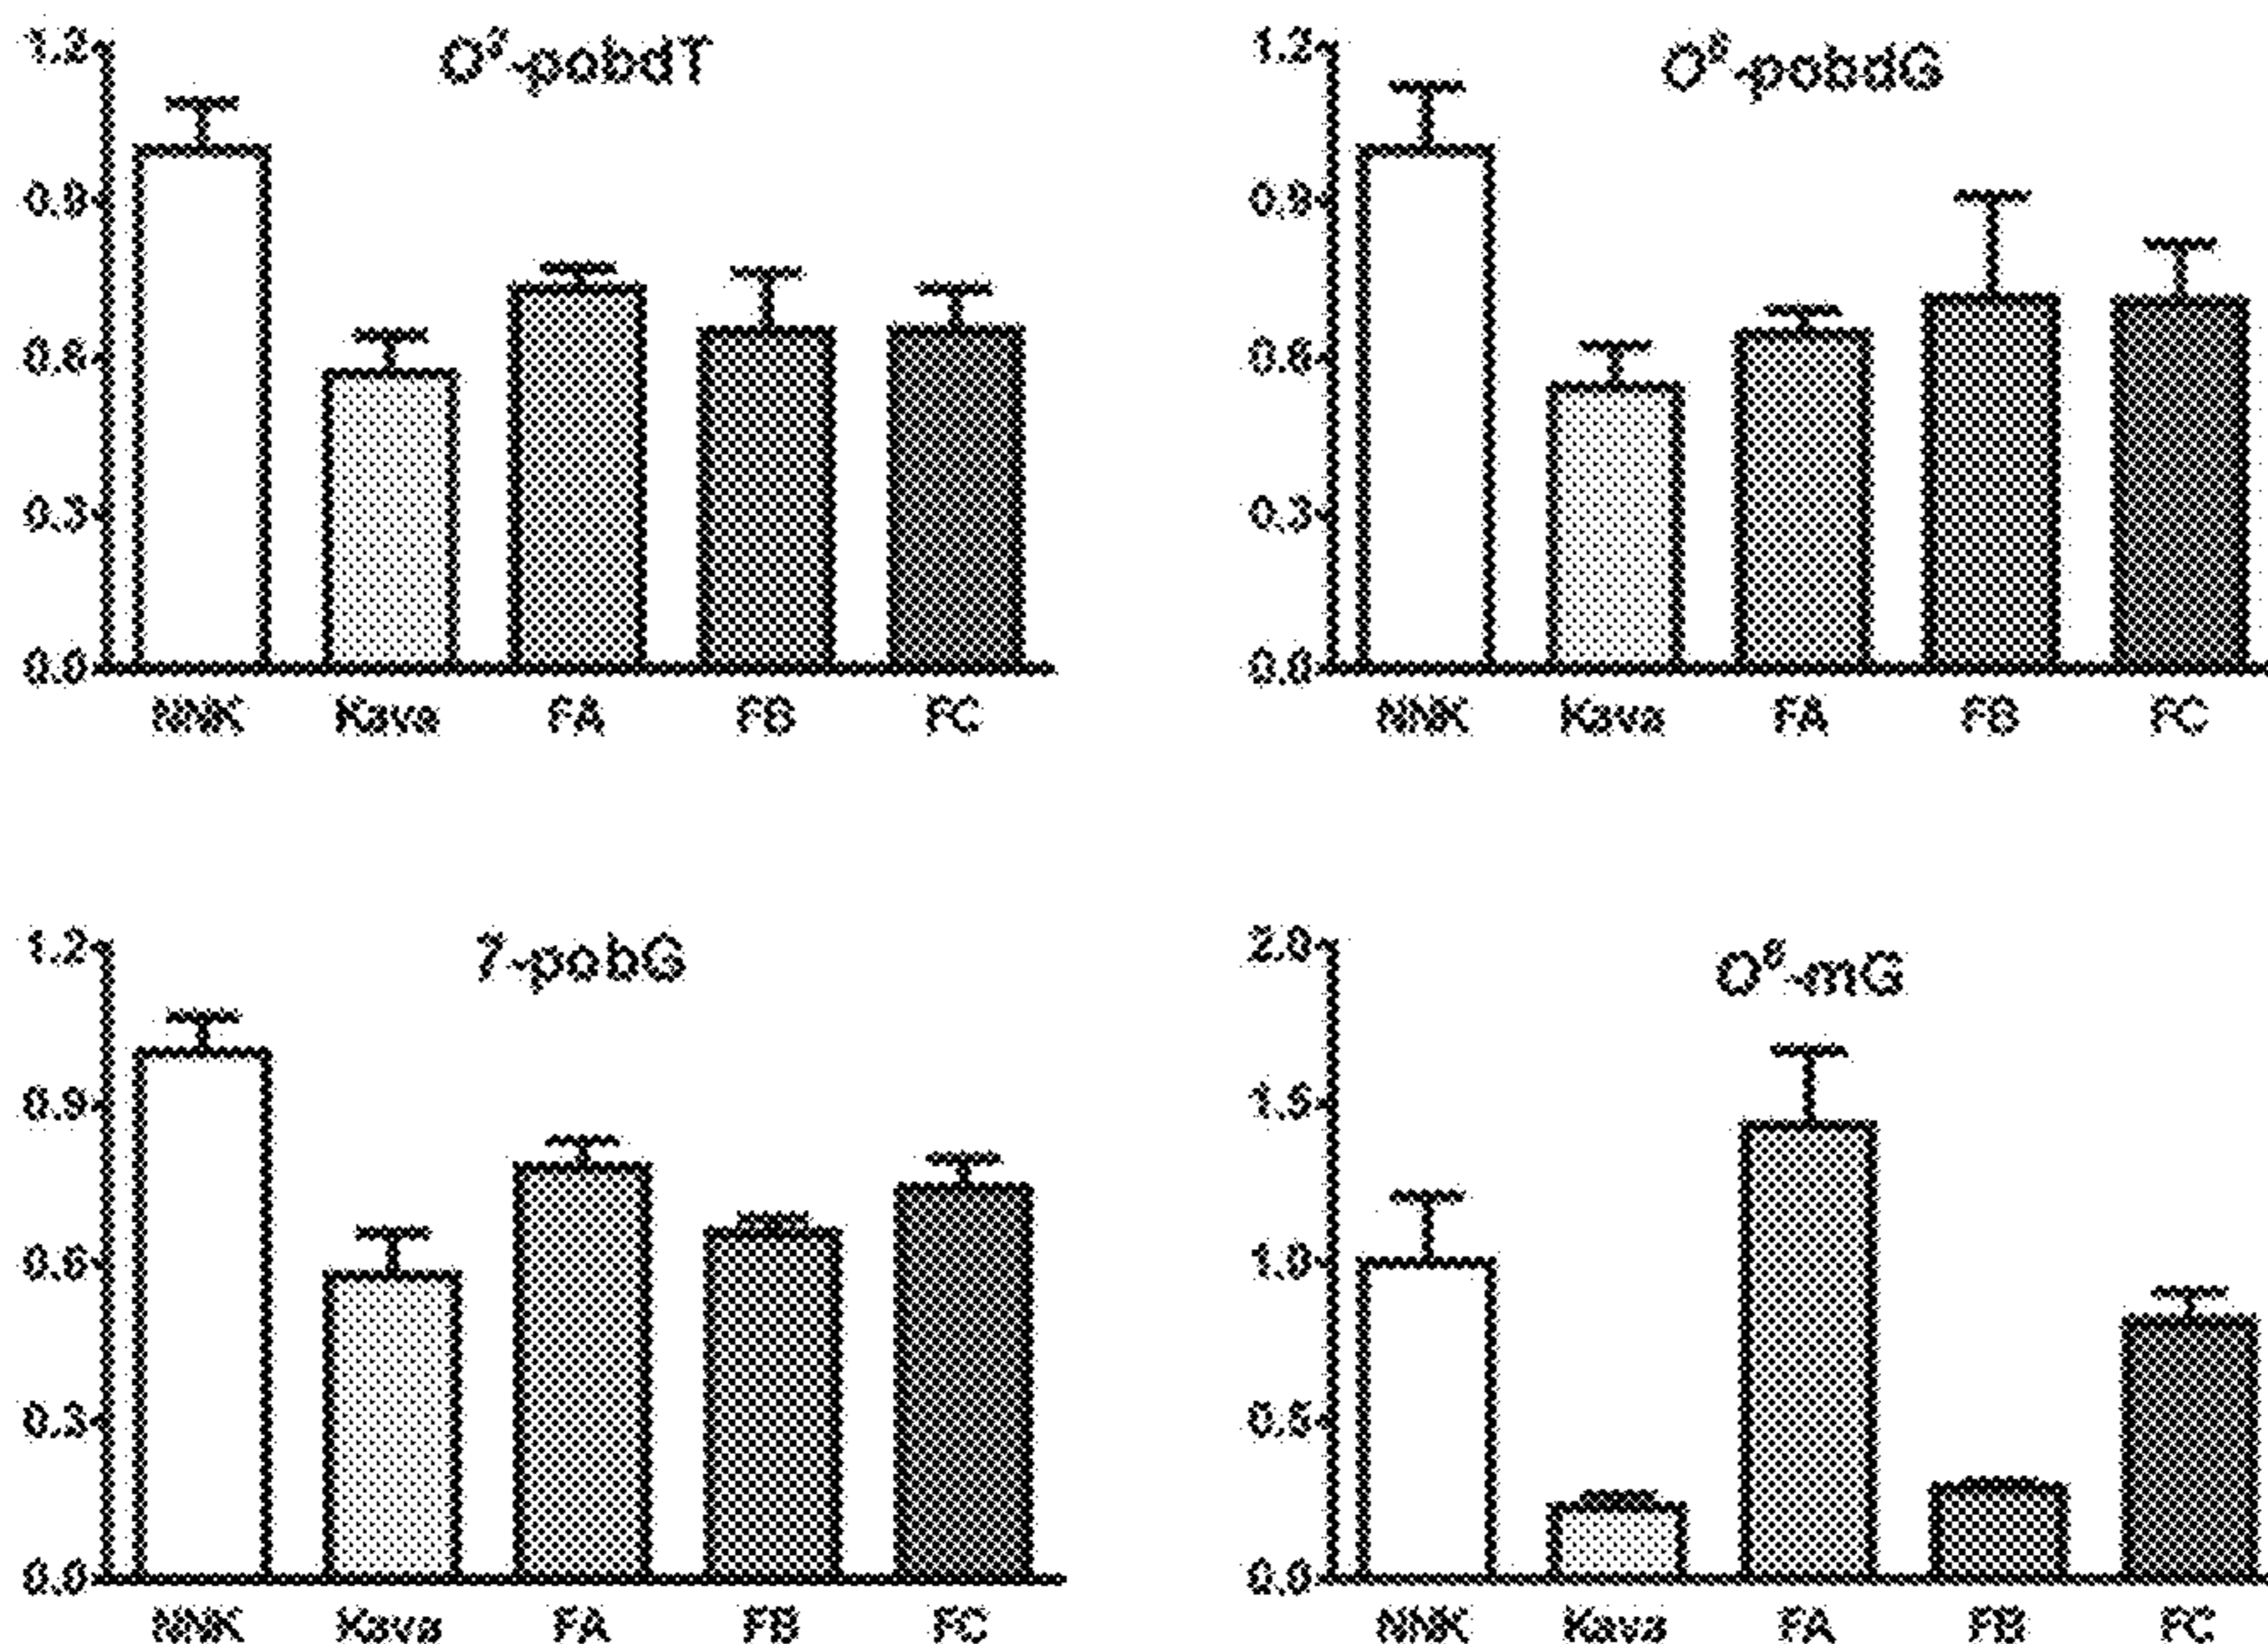 O²-pobdT
1.2
0.9
0.6
0.3
0.0
NNK Kava FA FB FC
O⁶-pobdG
1.2
0.9
0.6
0.3
0.0
NNK Kava FA FB FC
7-pobG
1.2
0.9
0.6
0.3
0.0
NNK Kava FA FB FC
O⁶-mG
2.0
1.5
1.0
0.5
0.0
NNK Kava FA FB FC